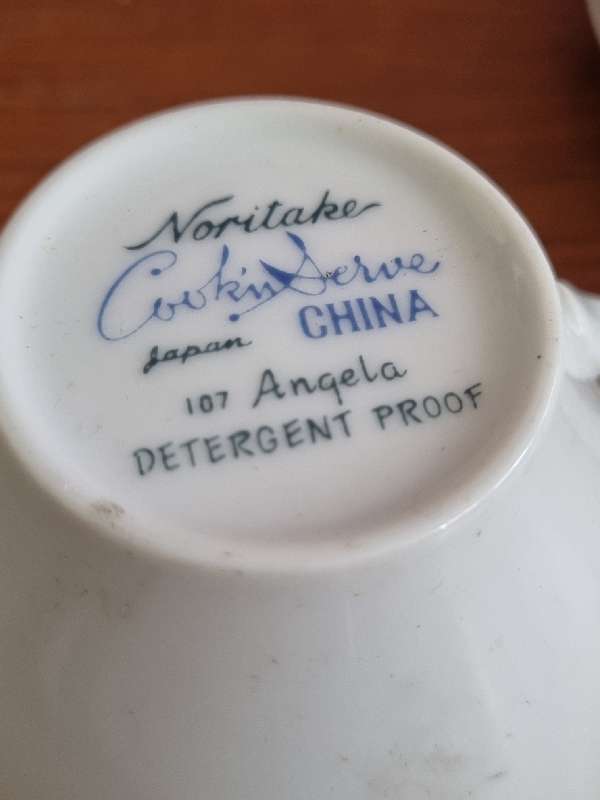 Noritake
Cook'n Serve
CHINA
Japan
107 Angela
DETERGENT PROOF